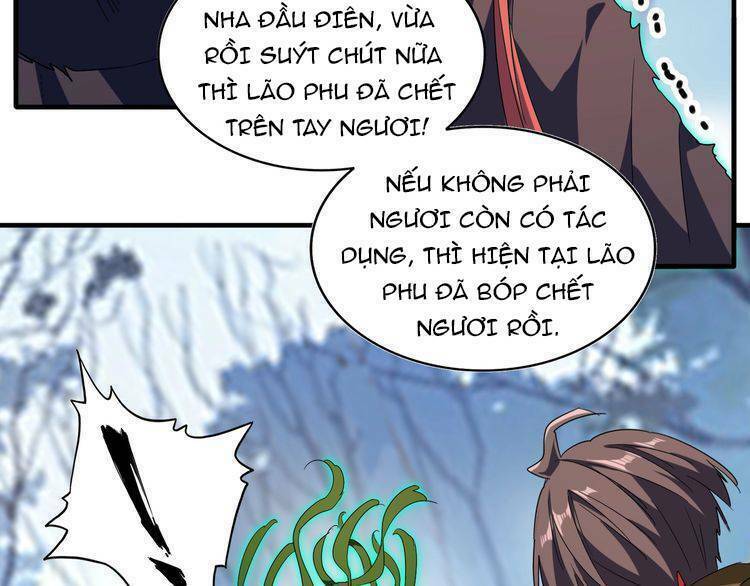 NHA ĐẦU ĐIÊN, VỪA
RỒI SUÝT CHÚT NỮA
THÌ LÃO PHU ĐÃ CHẾT
TRÊN TAY NGƯƠI!
NẾU KHÔNG PHẢI
NGƯƠI CÒN CÓ TÁC
DỤNG, THÌ HIỆN TẠI LÃO
PHU ĐÃ BÓP CHẾT
NGƯƠI RỒI.